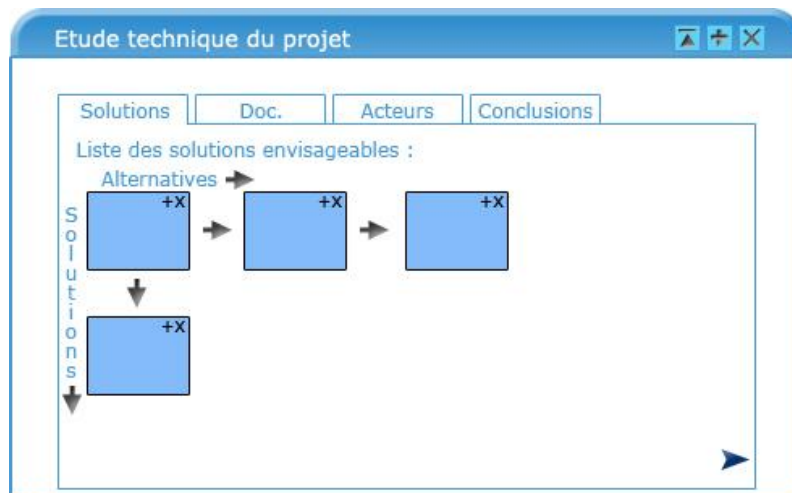 Etude technique du projet
Solutions Doc. Acteurs Conclusions
Liste des solutions envisageables :
Alternatives
+X +X +X
Solutions
+X